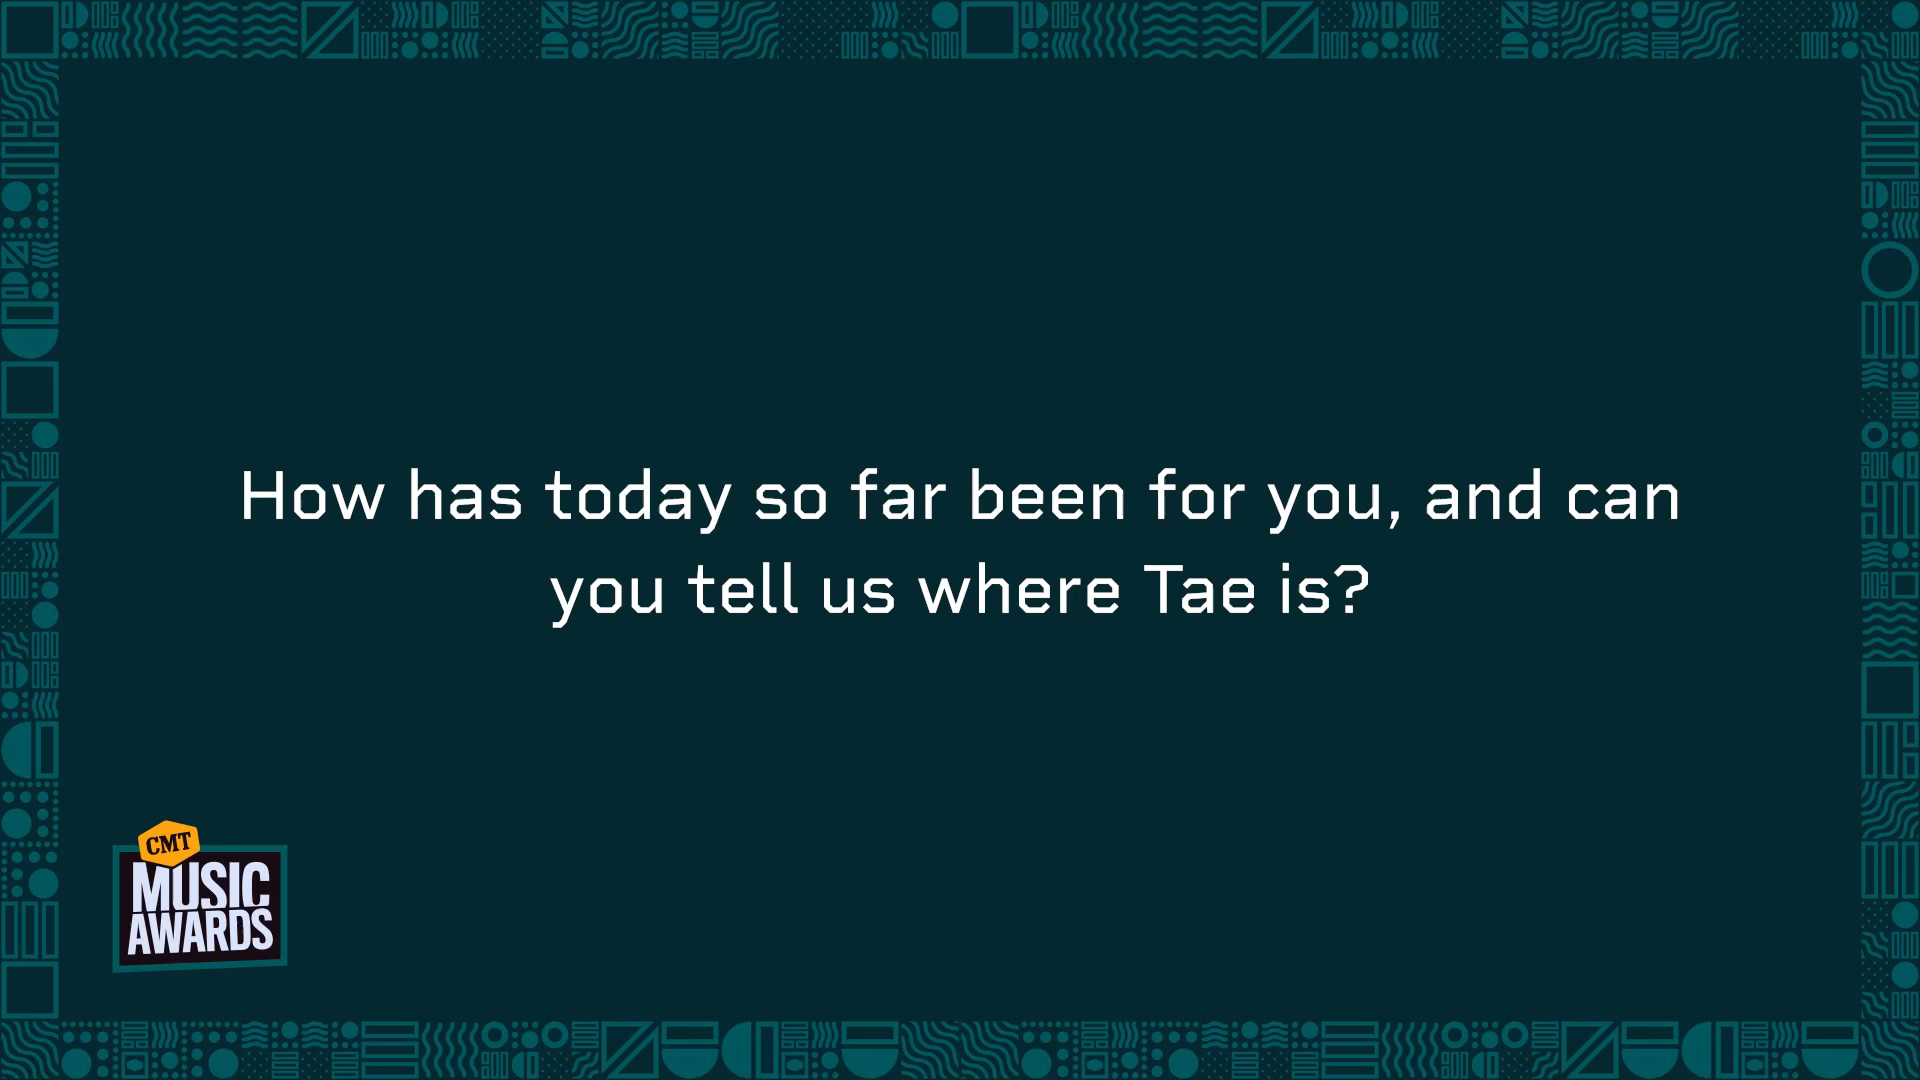 How has today so far been for you, and can
you tell us where Tae is?
CMT
MUSIC
AWARDS